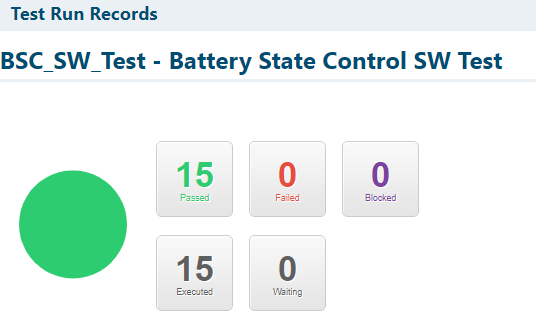 Test Run Records
BSC_SW_Test - Battery State Control SW Test
15
Passed
0
Failed
0
Blocked
15
Executed
0
Waiting